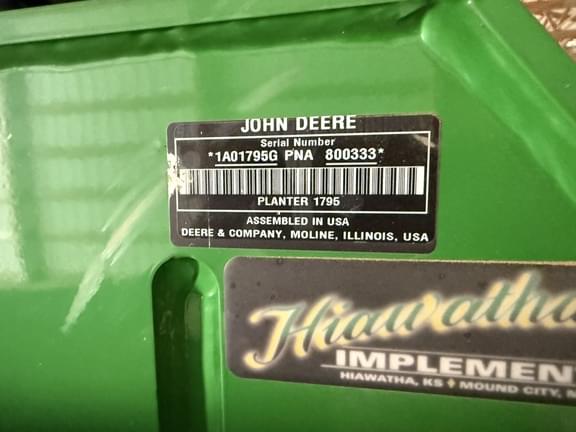 JOHN DEERE
Serial Number
*1A01795G PNA 800333*
PLANTER 1795
ASSEMBLED IN USA
DEERE & COMPANY, MOLINE, ILLINOIS, USA
Hiawatha
IMPLEMEN
HIAWATHA, KS MOUND CITY, M